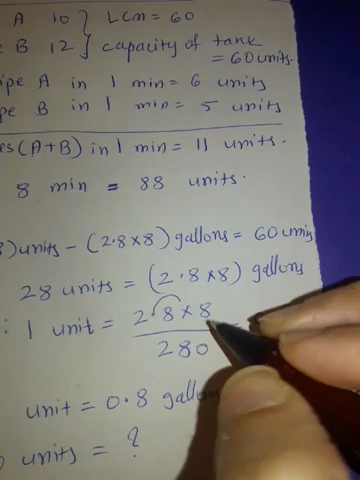 A 10 } LCM = 60
B 12 } capacity of tank
= 60 units.
ipe A in 1 min = 6 units
pe B in 1 min = 5 units
es (A+B) in 1 min = 11 units.
8 min = 88 units.
) units - (2.8×8) gallons = 60 units
28 units = (2.8×8) gallons
: 1 unit = 2 8 × 8
280
unit = 0.8 gallo
units = ?